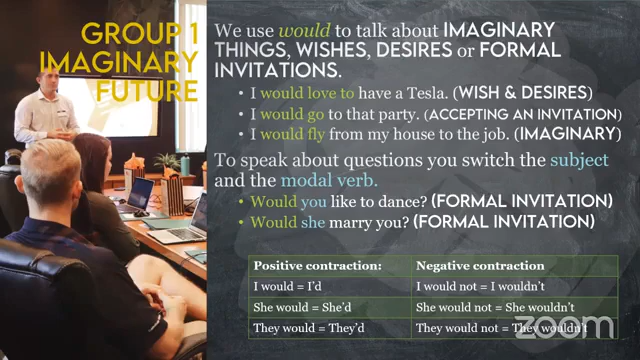 GROUP 1
IMAGINARY
FUTURE
We use would to talk about IMAGINARY
THINGS, WISHES, DESIRES or FORMAL
INVITATIONS.
• I would love to have a Tesla. (WISH & DESIRES)
• I would go to that party. (ACCEPTING AN INVITATION)
• I would fly from my house to the job. (IMAGINARY)
To speak about questions you switch the subject
and the modal verb.
• Would you like to dance? (FORMAL INVITATION)
• Would she marry you? (FORMAL INVITATION)
Positive contraction: Negative contraction
I would = I'd I would not = I wouldn't
She would = She'd She would not = She wouldn't
They would = They'd They would not = They wouldn't
zoom